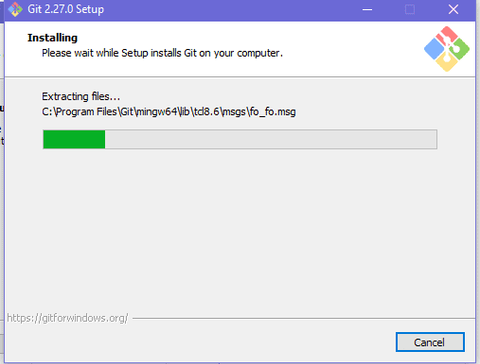 Git 2.27.0 Setup
Installing
Please wait while Setup installs Git on your computer.
Extracting files...
C:\Program Files\Git\mingw64\lib\tcl8.6\msgs\fo_fo.msg
https://gitforwindows.org/
Cancel